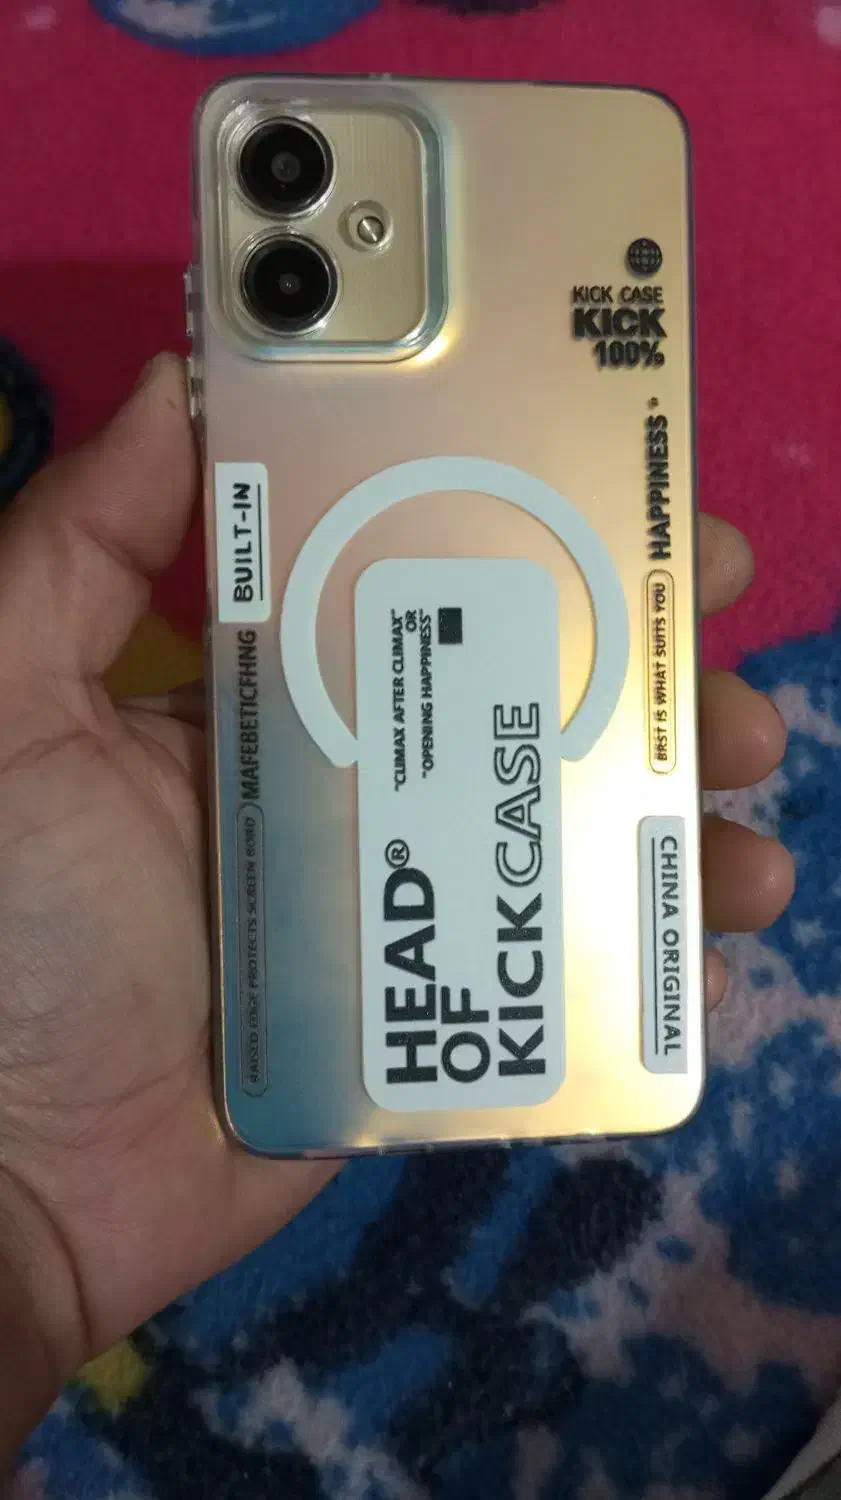 KICK CASE
KICK
100%
HAPPINESS "
BRST IS WHAT SUITS YOU
CHINA ORIGINAL
BUILT-IN
MAFEBETICFHNG
RAISED EDGE PROTECTS SCREEN BORD
"CLIMAX AFTER CLIMAX"
OR
"OPENING HAPPINESS"
HEAD®
OF
KICKCASE